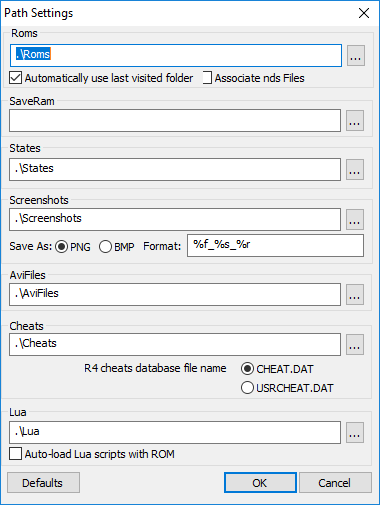 Path Settings
Roms
.\Roms
...
Automatically use last visited folder
Associate nds Files
SaveRam
...
States
.\States
...
Screenshots
.\Screenshots
...
Save As: PNG BMP Format: %f_%s_%r
AviFiles
.\AviFiles
...
Cheats
.\Cheats
...
R4 cheats database file name
CHEAT.DAT
USRCHEAT.DAT
Lua
.\Lua
...
Auto-load Lua scripts with ROM
Defaults
OK
Cancel